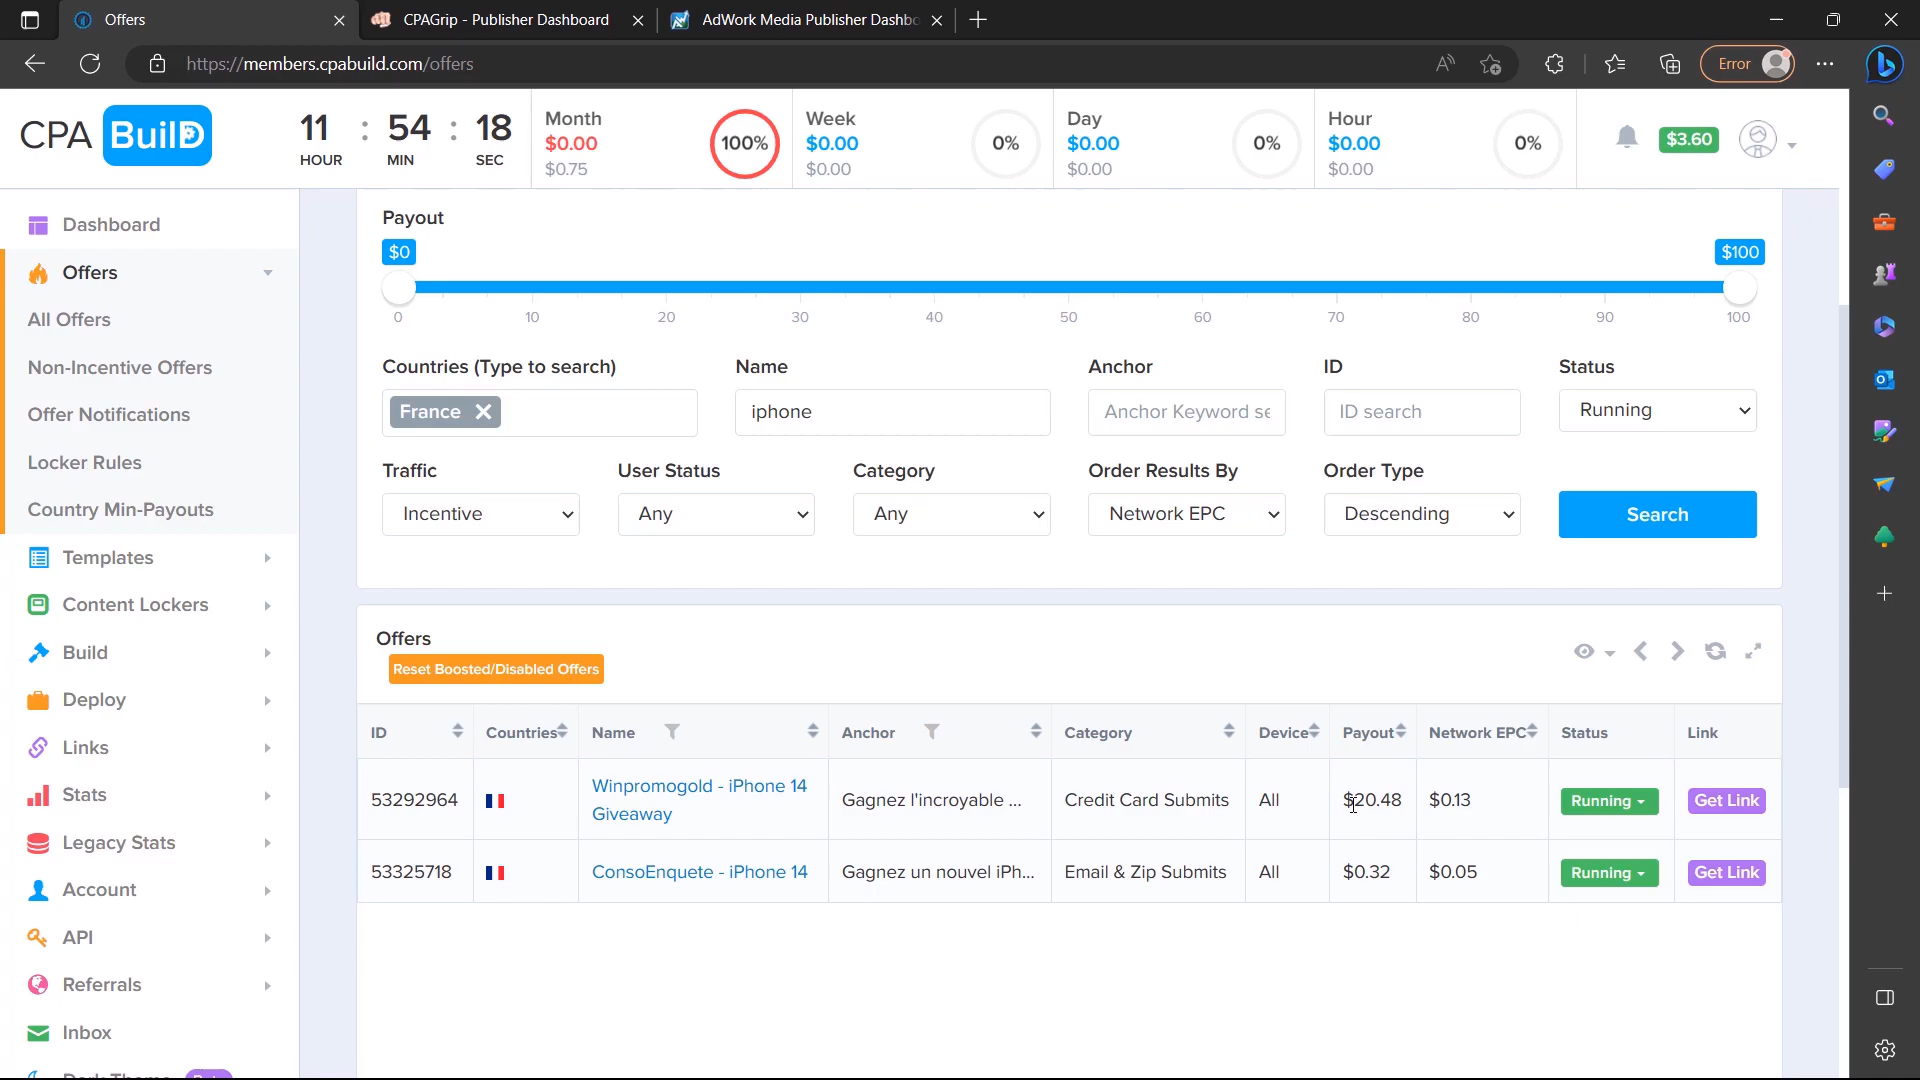 Offers
CPAGrip - Publisher Dashboard
AdWork Media Publisher Dashbo
https://members.cpabuild.com/offers
Error
CPA BuilD
11 : 54 : 18
HOUR MIN SEC
Month
$0.00
$0.75
100%
Week
$0.00
$0.00
0%
Day
$0.00
$0.00
0%
Hour
$0.00
$0.00
0%
$3.60
Dashboard
Offers
All Offers
Non-Incentive Offers
Offer Notifications
Locker Rules
Country Min-Payouts
Templates
Content Lockers
Build
Deploy
Links
Stats
Legacy Stats
Account
API
Referrals
Inbox
Payout
$0 $100
0 10 20 30 40 50 60 70 80 90 100
Countries (Type to search) Name Anchor ID Status
France iphone Anchor Keyword se ID search Running
Traffic User Status Category Order Results By Order Type
Incentive Any Any Network EPC Descending Search
Offers
Reset Boosted/Disabled Offers
ID Countries Name Anchor Category Device Payout Network EPC Status Link
53292964 Winpromogold - iPhone 14 Giveaway Gagnez l'incroyable ... Credit Card Submits All $20.48 $0.13 Running Get Link
53325718 ConsoEnquete - iPhone 14 Gagnez un nouvel iPh... Email & Zip Submits All $0.32 $0.05 Running Get Link